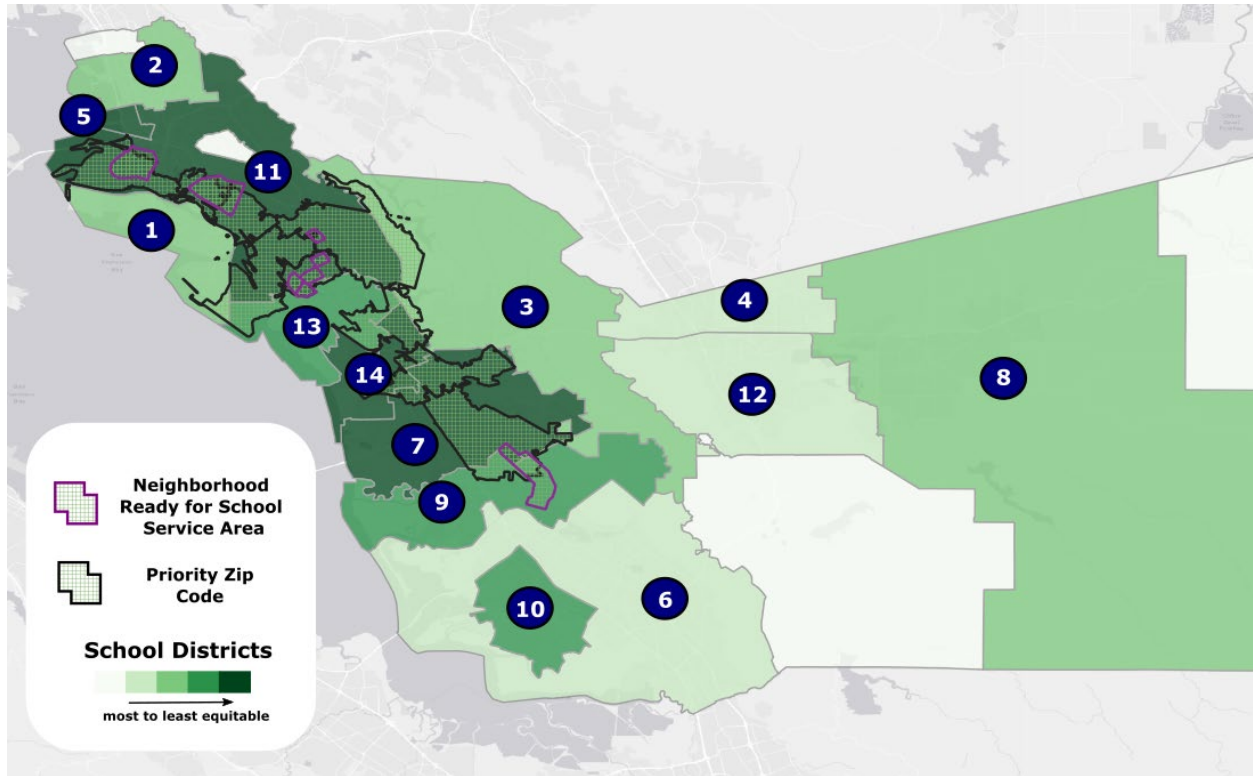 2
5
11
1
3
4
13
8
14
12
7
9
6
10
Neighborhood
Ready for School
Service Area
Priority Zip
Code
School Districts
most to least equitable